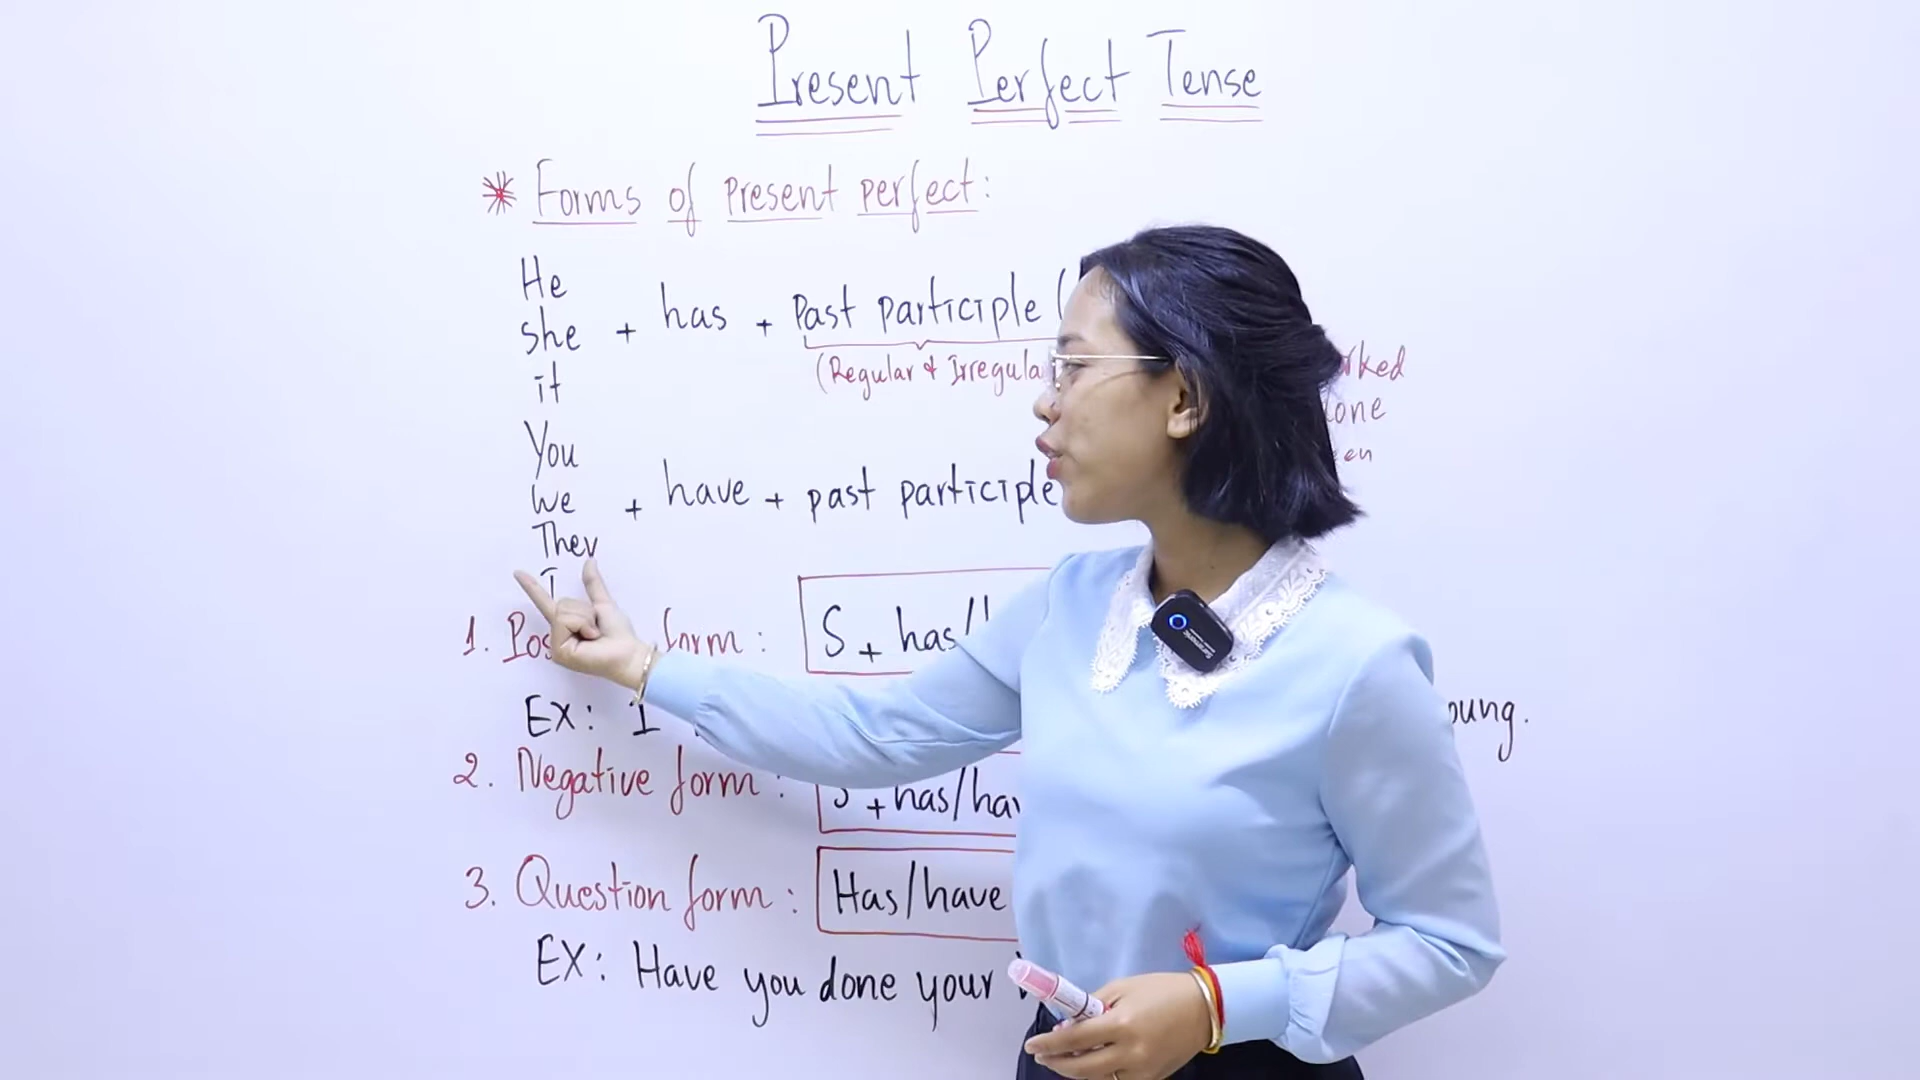 Present Perfect Tense
* Forms of present perfect:
He
she
it
+ has + Past participle (
(Regular & Irregula
rked
one
en
You
we
They
I
+ have + past participle
1. Pos form :
S + has/
EX: I
oung.
2. Negative form :
S + has/hav
3. Question form :
Has/have
EX: Have you done your